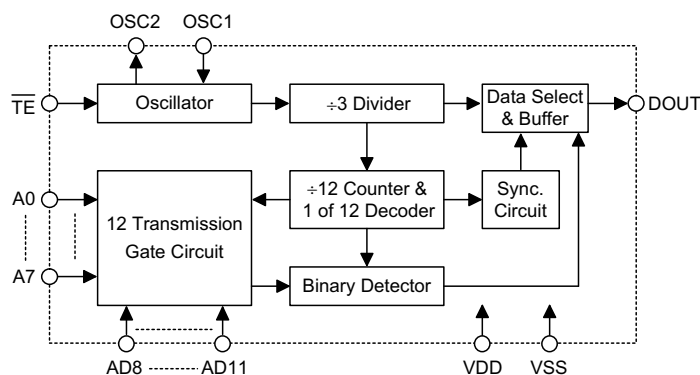 OSC2 OSC1
TE
Oscillator
÷3 Divider
Data Select
& Buffer
DOUT
A0
A7
12 Transmission
Gate Circuit
÷12 Counter &
1 of 12 Decoder
Sync.
Circuit
Binary Detector
AD8 AD11 VDD VSS